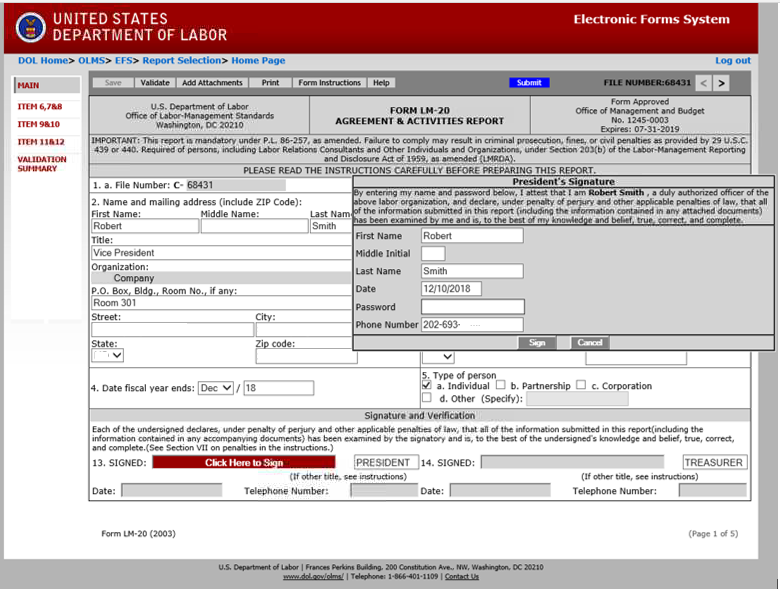 UNITED STATES
DEPARTMENT OF LABOR
Electronic Forms System
DOL Home> OLMS> EFS> Report Selection> Home Page
Log out
MAIN
ITEM 6,7&8
ITEM 9&10
ITEM 11&12
VALIDATION
SUMMARY
Save Validate Add Attachments Print Form Instructions Help Submit FILE NUMBER:68431 < >
U.S. Department of Labor
Office of Labor-Management Standards
Washington, DC 20210
FORM LM-20
AGREEMENT & ACTIVITIES REPORT
Form Approved
Office of Management and Budget
No. 1245-0003
Expires: 07-31-2019
IMPORTANT: This report is mandatory under P.L. 86-257, as amended. Failure to comply may result in criminal prosecution, fines, or civil penalties as provided by 29 U.S.C.
439 or 440. Required of persons, including Labor Relations Consultants and Other Individuals and Organizations, under Section 203(b) of the Labor-Management Reporting
and Disclosure Act of 1959, as amended (LMRDA).
PLEASE READ THE INSTRUCTIONS CAREFULLY BEFORE PREPARING THIS REPORT.
1. a. File Number: C- 68431
2. Name and mailing address (include ZIP Code):
First Name: Middle Name: Last Nam
Robert Smith
Title:
Vice President
Organization:
Company
P.O. Box, Bldg., Room No., if any:
Room 301
Street: City:
State: Zip code:
President's Signature
By entering my name and password below, I attest that I am Robert Smith , a duly authorized officer of the
above labor organization, and declare, under penalty of perjury and other applicable penalties of law, that all
of the information submitted in this report (including the information contained in any attached documents)
has been examined by me and is, to the best of my knowledge and belief, true, correct, and complete.
First Name Robert
Middle Initial
Last Name Smith
Date 12/10/2018
Password
Phone Number 202-693-
Sign Cancel
4. Date fiscal year ends: Dec / 18
5. Type of person
a. Individual b. Partnership c. Corporation
d. Other (Specify):
Signature and Verification
Each of the undersigned declares, under penalty of perjury and other applicable penalties of law, that all of the information submitted in this report(including the
information contained in any accompanying documents) has been examined by the signatory and is, to the best of the undersigned's knowledge and belief, true, correct,
and complete.(See Section VII on penalties in the instructions.)
13. SIGNED: Click Here to Sign PRESIDENT 14. SIGNED: TREASURER
(If other title, see instructions) (If other title, see instructions)
Date: Telephone Number: Date: Telephone Number:
Form LM-20 (2003) (Page 1 of 5)
U.S. Department of Labor | Frances Perkins Building, 200 Constitution Ave., NW, Washington, DC 20210
www.dol.gov/olms/ | Telephone: 1-866-401-1109 | Contact Us